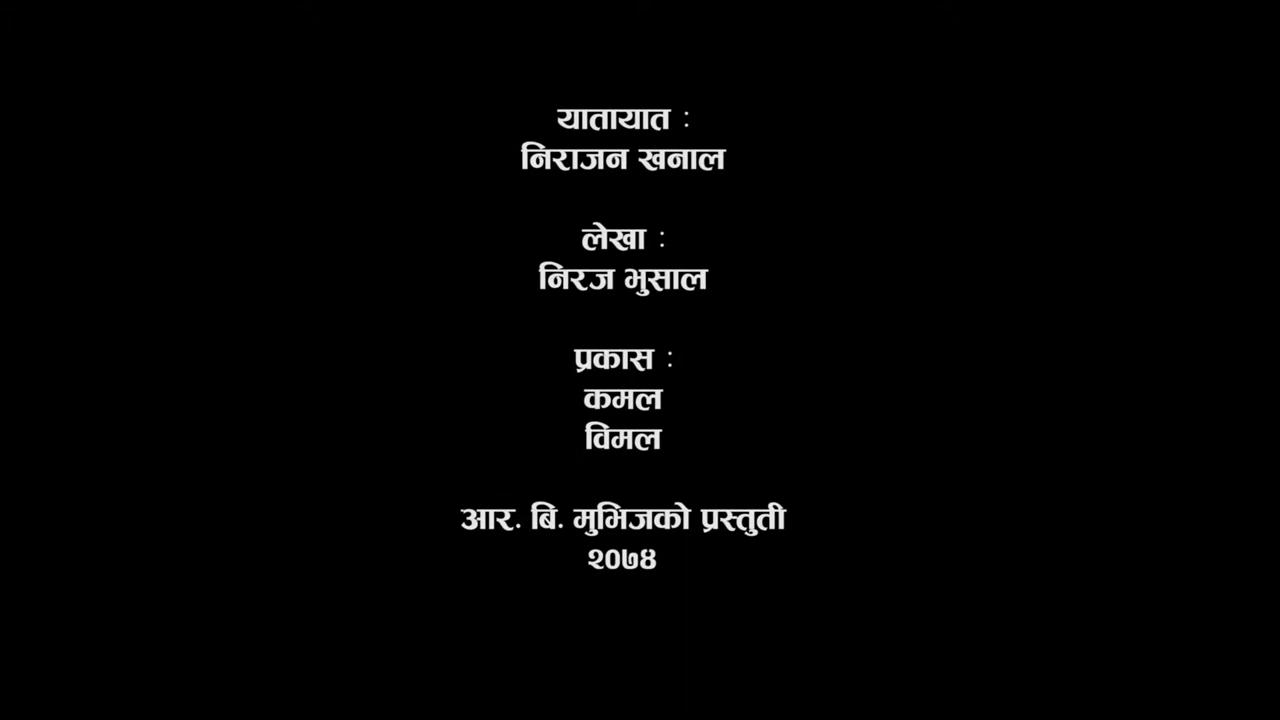 यातायात :
निराजन खनाल
लेखा :
निरज भुसाल
प्रकास :
कमल
विमल
आर. बि. मुभिजको प्रस्तुती
२०७४